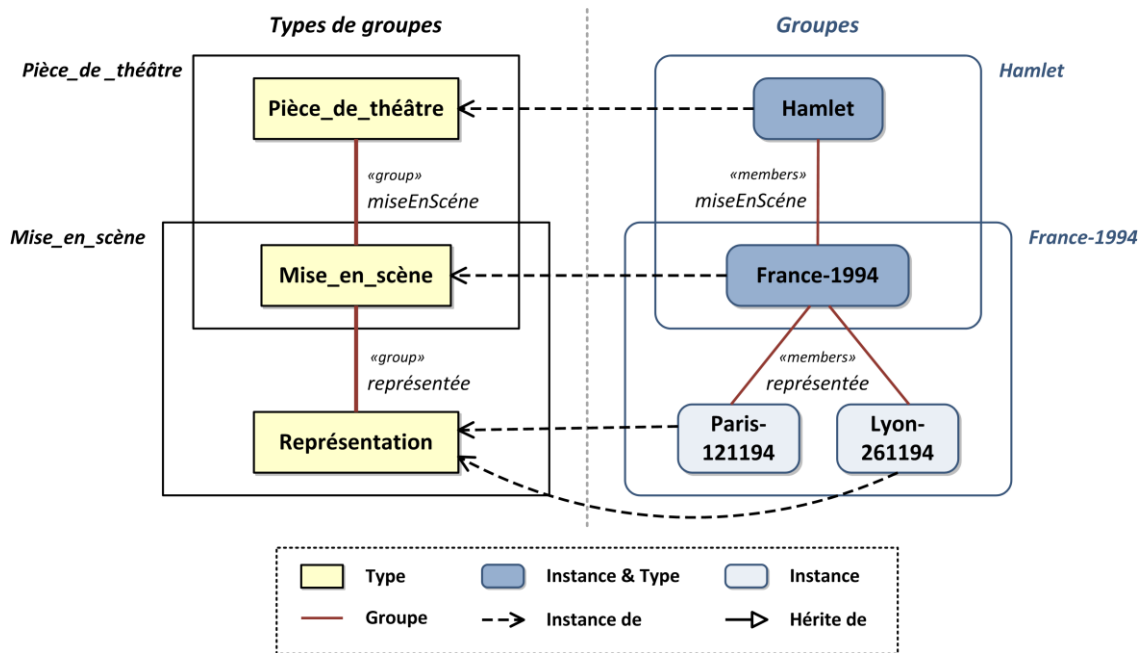 Types de groupes
Groupes
Pièce_de _théâtre
Hamlet
Pièce_de_théâtre
Hamlet
«group»
miseEnScéne
«members»
miseEnScéne
Mise_en_scène
France-1994
Mise_en_scène
France-1994
«group»
représentée
«members»
représentée
Représentation
Paris-
121194
Lyon-
261194
Type
Instance & Type
Instance
Groupe
Instance de
Hérite de